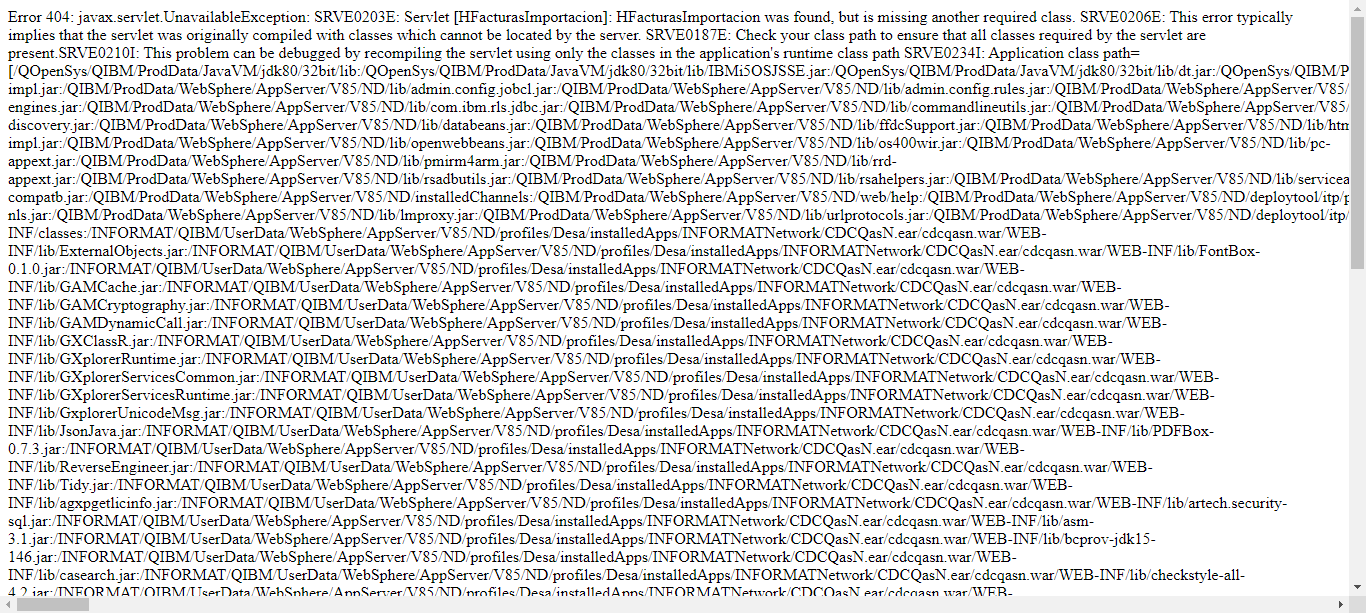 Error 404: javax.servlet.UnavailableException: SRVE0203E: Servlet [HFacturasImportacion]: HFacturasImportacion was found, but is missing another required class. SRVE0206E: This error typically
implies that the servlet was originally compiled with classes which cannot be located by the server. SRVE0187E: Check your class path to ensure that all classes required by the servlet are
present.SRVE0210I: This problem can be debugged by recompiling the servlet using only the classes in the application's runtime class path SRVE0234I: Application class path=
[/QOpenSys/QIBM/ProdData/JavaVM/jdk80/32bit/lib:/QOpenSys/QIBM/ProdData/JavaVM/jdk80/32bit/lib/IBMi5OSJSSE.jar:/QOpenSys/QIBM/ProdData/JavaVM/jdk80/32bit/lib/dt.jar:/QOpenSys/QIBM/P
impl.jar:/QIBM/ProdData/WebSphere/AppServer/V85/ND/lib/admin.config.jobcl.jar:/QIBM/ProdData/WebSphere/AppServer/V85/ND/lib/admin.config.rules.jar:/QIBM/ProdData/WebSphere/AppServer/V85/
engines.jar:/QIBM/ProdData/WebSphere/AppServer/V85/ND/lib/com.ibm.rls.jdbc.jar:/QIBM/ProdData/WebSphere/AppServer/V85/ND/lib/commandlineutils.jar:/QIBM/ProdData/WebSphere/AppServer/V85/
discovery.jar:/QIBM/ProdData/WebSphere/AppServer/V85/ND/lib/databeans.jar:/QIBM/ProdData/WebSphere/AppServer/V85/ND/lib/ffdcSupport.jar:/QIBM/ProdData/WebSphere/AppServer/V85/ND/lib/htm
impl.jar:/QIBM/ProdData/WebSphere/AppServer/V85/ND/lib/openwebbeans.jar:/QIBM/ProdData/WebSphere/AppServer/V85/ND/lib/os400wir.jar:/QIBM/ProdData/WebSphere/AppServer/V85/ND/lib/pc-
appext.jar:/QIBM/ProdData/WebSphere/AppServer/V85/ND/lib/pmirm4arm.jar:/QIBM/ProdData/WebSphere/AppServer/V85/ND/lib/rrd-
appext.jar:/QIBM/ProdData/WebSphere/AppServer/V85/ND/lib/rsadbutils.jar:/QIBM/ProdData/WebSphere/AppServer/V85/ND/lib/rsahelpers.jar:/QIBM/ProdData/WebSphere/AppServer/V85/ND/lib/servicea
compatb.jar:/QIBM/ProdData/WebSphere/AppServer/V85/ND/installedChannels:/QIBM/ProdData/WebSphere/AppServer/V85/ND/web/help:/QIBM/ProdData/WebSphere/AppServer/V85/ND/deploytool/itp/p
nls.jar:/QIBM/ProdData/WebSphere/AppServer/V85/ND/lib/lmproxy.jar:/QIBM/ProdData/WebSphere/AppServer/V85/ND/lib/urlprotocols.jar:/QIBM/ProdData/WebSphere/AppServer/V85/ND/deploytool/itp/
INF/classes:/INFORMAT/QIBM/UserData/WebSphere/AppServer/V85/ND/profiles/Desa/installedApps/INFORMATNetwork/CDCQasN.ear/cdcqasn.war/WEB-
INF/lib/ExternalObjects.jar:/INFORMAT/QIBM/UserData/WebSphere/AppServer/V85/ND/profiles/Desa/installedApps/INFORMATNetwork/CDCQasN.ear/cdcqasn.war/WEB-INF/lib/FontBox-
0.1.0.jar:/INFORMAT/QIBM/UserData/WebSphere/AppServer/V85/ND/profiles/Desa/installedApps/INFORMATNetwork/CDCQasN.ear/cdcqasn.war/WEB-
INF/lib/GAMCache.jar:/INFORMAT/QIBM/UserData/WebSphere/AppServer/V85/ND/profiles/Desa/installedApps/INFORMATNetwork/CDCQasN.ear/cdcqasn.war/WEB-
INF/lib/GAMCryptography.jar:/INFORMAT/QIBM/UserData/WebSphere/AppServer/V85/ND/profiles/Desa/installedApps/INFORMATNetwork/CDCQasN.ear/cdcqasn.war/WEB-
INF/lib/GAMDynamicCall.jar:/INFORMAT/QIBM/UserData/WebSphere/AppServer/V85/ND/profiles/Desa/installedApps/INFORMATNetwork/CDCQasN.ear/cdcqasn.war/WEB-
INF/lib/GXClassR.jar:/INFORMAT/QIBM/UserData/WebSphere/AppServer/V85/ND/profiles/Desa/installedApps/INFORMATNetwork/CDCQasN.ear/cdcqasn.war/WEB-
INF/lib/GXplorerRuntime.jar:/INFORMAT/QIBM/UserData/WebSphere/AppServer/V85/ND/profiles/Desa/installedApps/INFORMATNetwork/CDCQasN.ear/cdcqasn.war/WEB-
INF/lib/GXplorerServicesCommon.jar:/INFORMAT/QIBM/UserData/WebSphere/AppServer/V85/ND/profiles/Desa/installedApps/INFORMATNetwork/CDCQasN.ear/cdcqasn.war/WEB-
INF/lib/GXplorerServicesRuntime.jar:/INFORMAT/QIBM/UserData/WebSphere/AppServer/V85/ND/profiles/Desa/installedApps/INFORMATNetwork/CDCQasN.ear/cdcqasn.war/WEB-
INF/lib/GxplorerUnicodeMsg.jar:/INFORMAT/QIBM/UserData/WebSphere/AppServer/V85/ND/profiles/Desa/installedApps/INFORMATNetwork/CDCQasN.ear/cdcqasn.war/WEB-
INF/lib/JsonJava.jar:/INFORMAT/QIBM/UserData/WebSphere/AppServer/V85/ND/profiles/Desa/installedApps/INFORMATNetwork/CDCQasN.ear/cdcqasn.war/WEB-INF/lib/PDFBox-
0.7.3.jar:/INFORMAT/QIBM/UserData/WebSphere/AppServer/V85/ND/profiles/Desa/installedApps/INFORMATNetwork/CDCQasN.ear/cdcqasn.war/WEB-
INF/lib/ReverseEngineer.jar:/INFORMAT/QIBM/UserData/WebSphere/AppServer/V85/ND/profiles/Desa/installedApps/INFORMATNetwork/CDCQasN.ear/cdcqasn.war/WEB-
INF/lib/Tidy.jar:/INFORMAT/QIBM/UserData/WebSphere/AppServer/V85/ND/profiles/Desa/installedApps/INFORMATNetwork/CDCQasN.ear/cdcqasn.war/WEB-
INF/lib/agxpgetlicinfo.jar:/INFORMAT/QIBM/UserData/WebSphere/AppServer/V85/ND/profiles/Desa/installedApps/INFORMATNetwork/CDCQasN.ear/cdcqasn.war/WEB-INF/lib/artech.security-
sql.jar:/INFORMAT/QIBM/UserData/WebSphere/AppServer/V85/ND/profiles/Desa/installedApps/INFORMATNetwork/CDCQasN.ear/cdcqasn.war/WEB-INF/lib/asm-
3.1.jar:/INFORMAT/QIBM/UserData/WebSphere/AppServer/V85/ND/profiles/Desa/installedApps/INFORMATNetwork/CDCQasN.ear/cdcqasn.war/WEB-INF/lib/bcprov-jdk15-
146.jar:/INFORMAT/QIBM/UserData/WebSphere/AppServer/V85/ND/profiles/Desa/installedApps/INFORMATNetwork/CDCQasN.ear/cdcqasn.war/WEB-
INF/lib/casearch.jar:/INFORMAT/QIBM/UserData/WebSphere/AppServer/V85/ND/profiles/Desa/installedApps/INFORMATNetwork/CDCQasN.ear/cdcqasn.war/WEB-INF/lib/checkstyle-all-
4.2.jar:/INFORMAT/QIBM/UserData/WebSphere/AppServer/V85/ND/profiles/Desa/installedApps/INFORMATNetwork/CDCQasN.ear/cdcqasn.war/WEB-